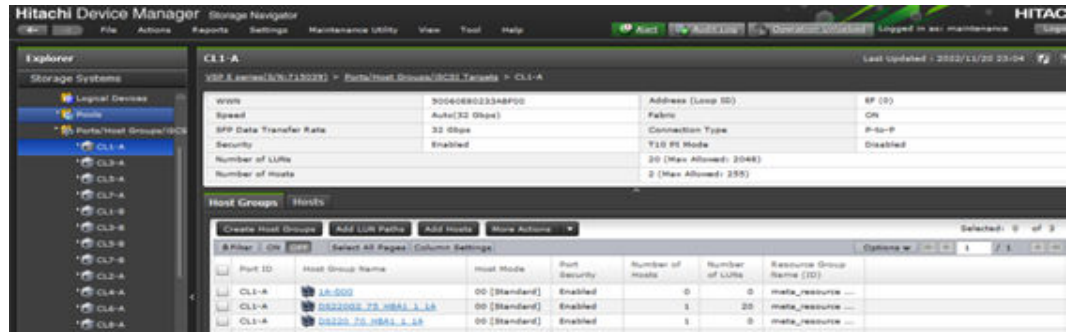 Hitachi Device Manager Storage Navigator HITAC
File Actions Reports Settings Maintenance Utility View Tool Help Alert Audit Log Operation Unlocked Logged in as: maintenance
Explorer CL1-A Last Updated : 2022/11/20 23:04
Storage Systems VSP E series(S/N:715039) > Ports/Host Groups/iSCSI Targets > CL1-A
Logical Devices
Pools
Ports/Host Groups/iSCS
CL1-A
CL3-A
CL5-A
CL7-A
CL1-B
CL3-B
CL5-B
CL7-B
CL2-A
CL4-A
CL6-A
CL8-A
WWN Address (Loop ID) EF (0)
Speed Auto(32 Gbps) Fabric ON
SFP Data Transfer Rate 32 Gbps Connection Type P-to-P
Security Enabled T10 PI Mode Disabled
Number of LUNs 20 (Max Allowed: 2048)
Number of Hosts 2 (Max Allowed: 255)
Host Groups Hosts
Create Host Groups Add LUN Paths Add Hosts More Actions Selected: 0 of 3
Filter ON OFF Select All Pages Column Settings Options 1 / 1
Port ID Host Group Name Host Mode Port Security Number of Hosts Number of LUNs Resource Group Name (ID)
CL1-A 1A-G00 00 [Standard] Enabled 0 0 meta_resource ...
CL1-A 00 [Standard] Enabled 1 20 meta_resource ...
CL1-A 00 [Standard] Enabled 1 0 meta_resource ...